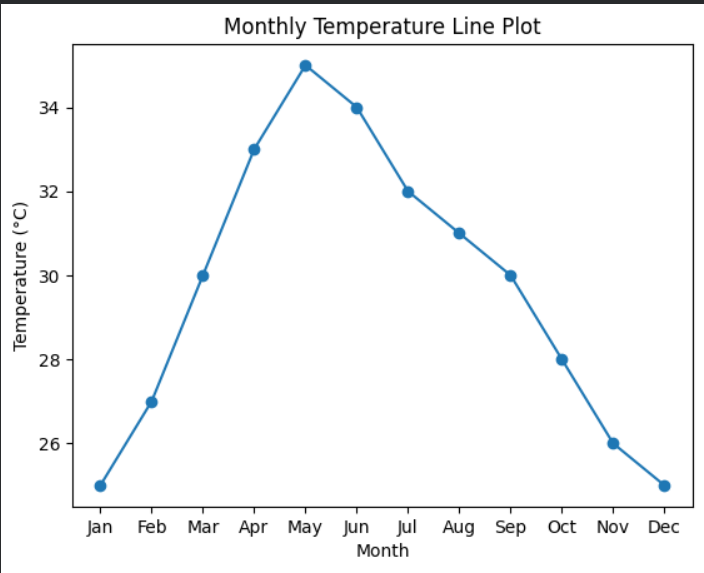 Monthly Temperature Line Plot
34
32
30
28
26
Temperature (°C)
Jan Feb Mar Apr May Jun Jul Aug Sep Oct Nov Dec
Month